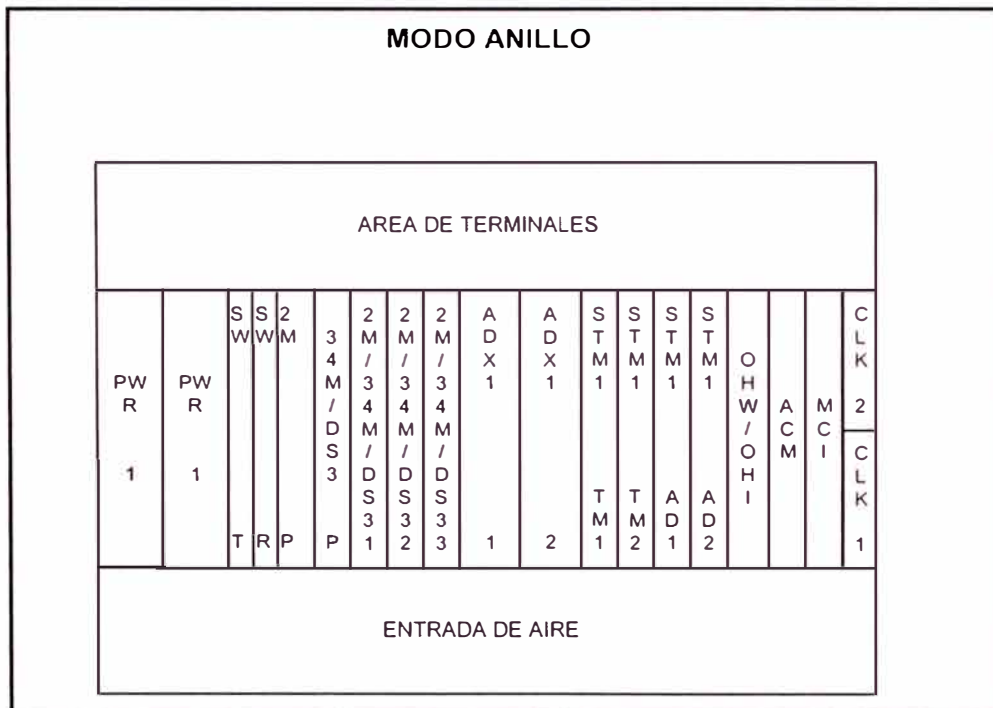 MODO ANILLO
AREA DE TERMINALES
PW R 1
PW R 1
SW T
SW R
2M P
34M/DS3 P
2M/34M/DS3 1
2M/34M/DS3 2
2M/34M/DS3 3
ADX1 1
ADX1 2
STM1 TM1
STM1 TM2
STM1 AD1
STM1 AD2
OHW/OHI
ACM
MCI
CLK 2
CLK 1
ENTRADA DE AIRE